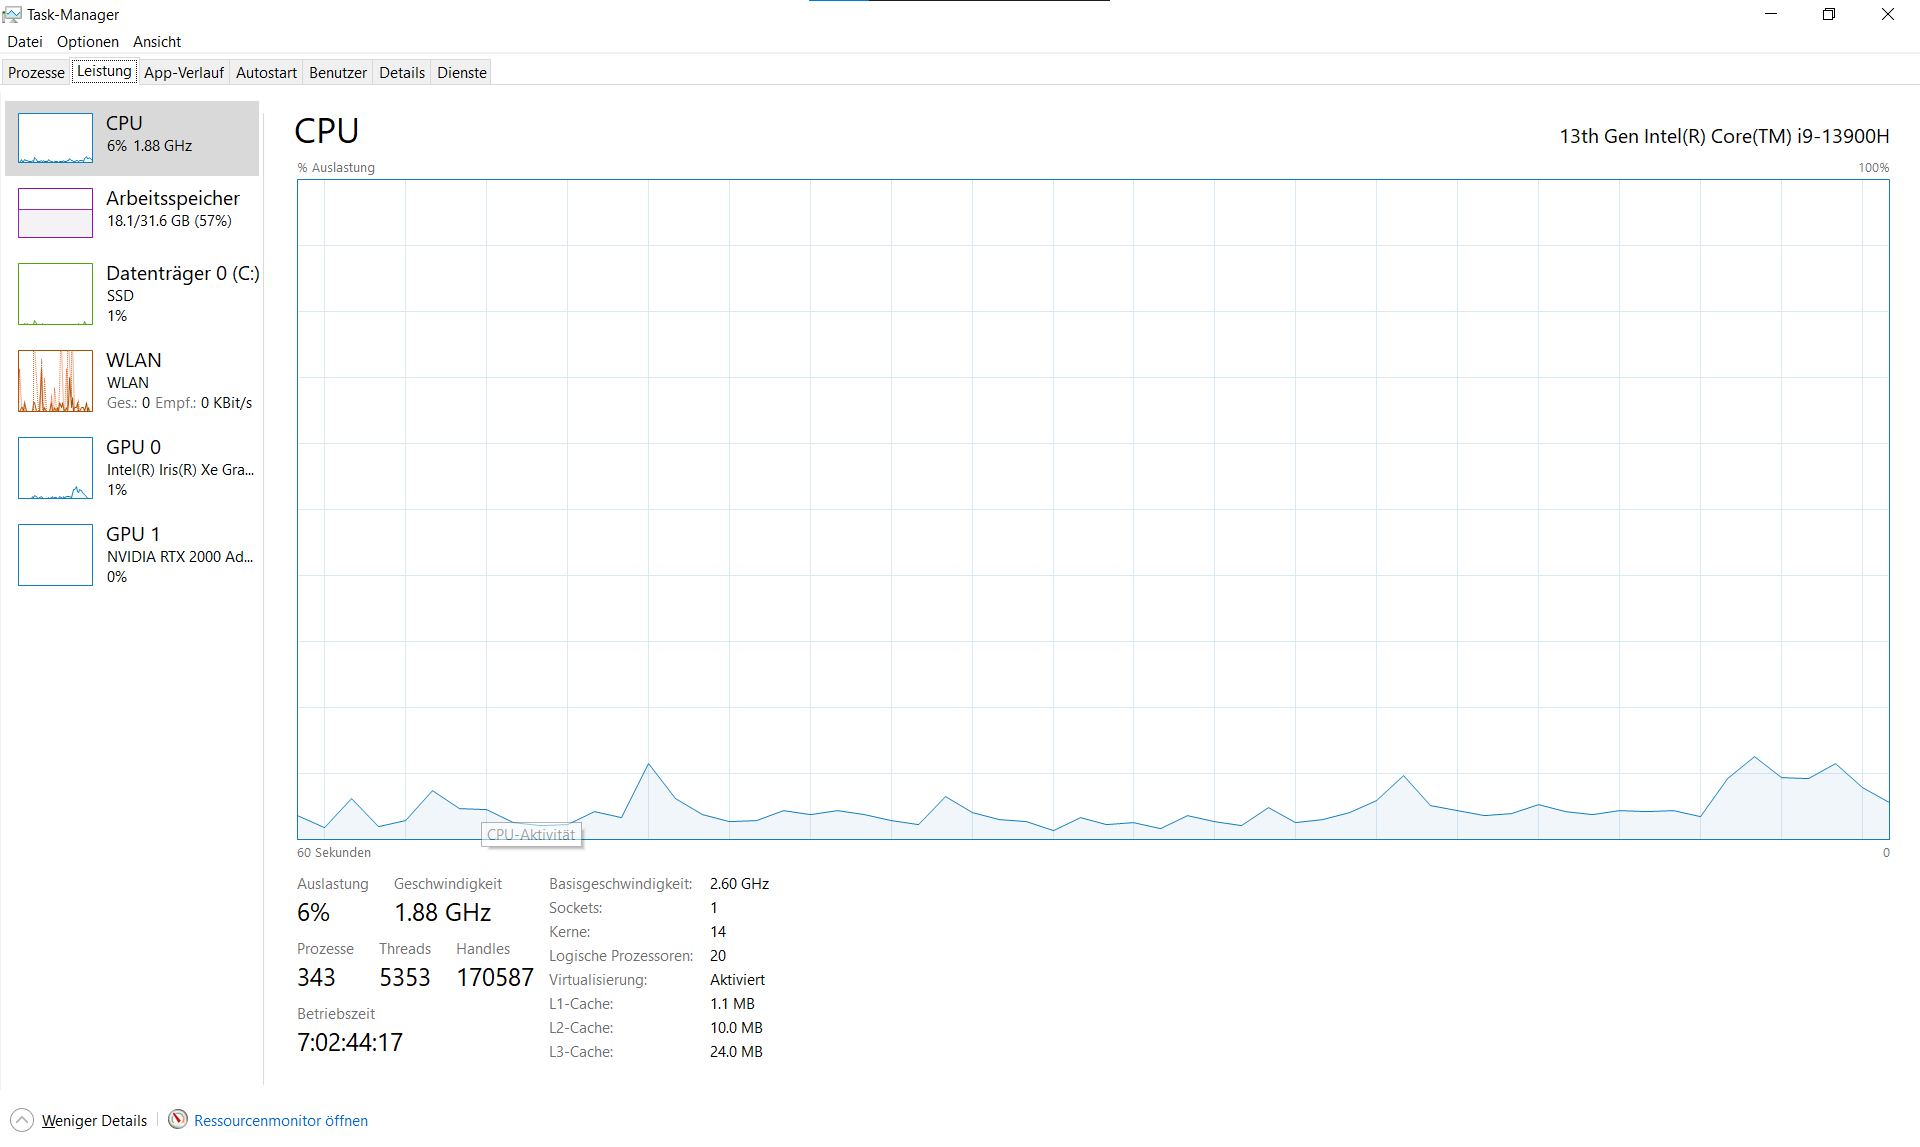 Task-Manager
Datei Optionen Ansicht
Prozesse Leistung App-Verlauf Autostart Benutzer Details Dienste
CPU
6% 1.88 GHz
Arbeitsspeicher
18.1/31.6 GB (57%)
Datenträger 0 (C:)
SSD
1%
WLAN
WLAN
Ges.: 0 Empf.: 0 KBit/s
GPU 0
Intel(R) Iris(R) Xe Gra...
1%
GPU 1
NVIDIA RTX 2000 Ad...
0%
CPU
13th Gen Intel(R) Core(TM) i9-13900H
% Auslastung 100%
CPU-Aktivität
60 Sekunden 0
Auslastung Geschwindigkeit
6% 1.88 GHz
Prozesse Threads Handles
343 5353 170587
Betriebszeit
7:02:44:17
Basisgeschwindigkeit: 2.60 GHz
Sockets: 1
Kerne: 14
Logische Prozessoren: 20
Virtualisierung: Aktiviert
L1-Cache: 1.1 MB
L2-Cache: 10.0 MB
L3-Cache: 24.0 MB
Weniger Details Ressourcenmonitor öffnen